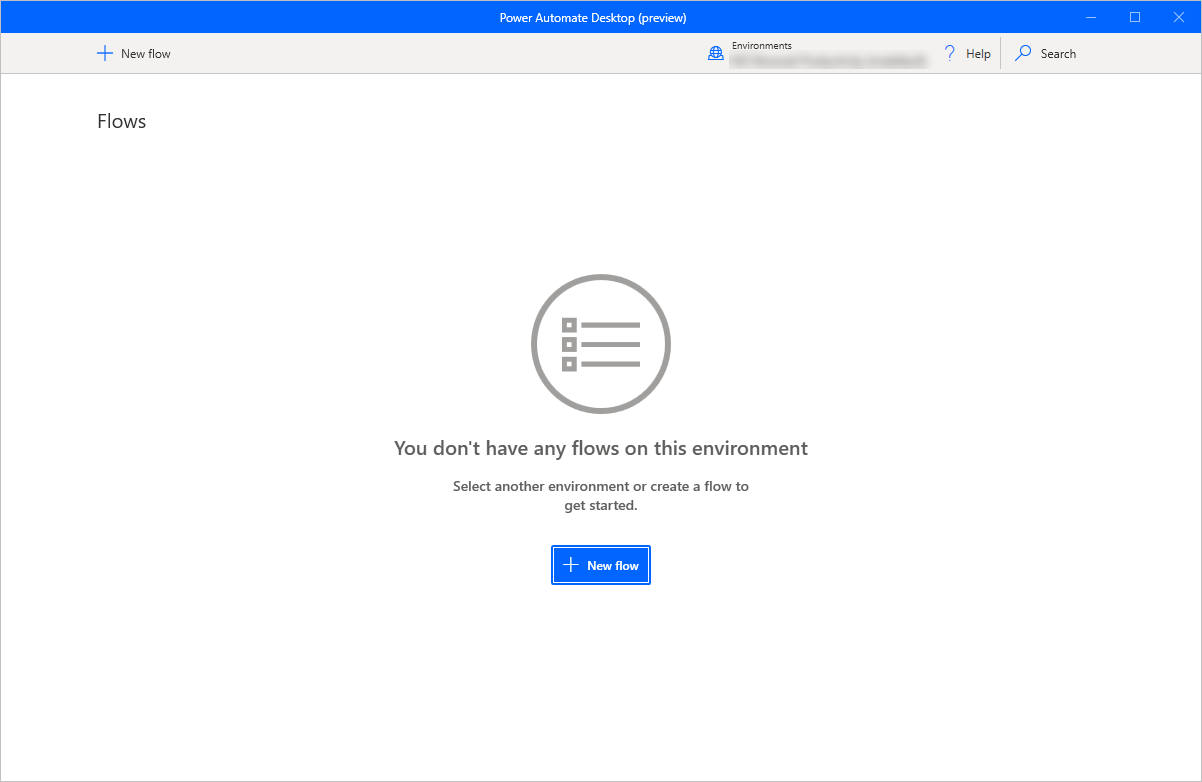 Power Automate Desktop (preview)
New flow
Environments
Help
Search
Flows
You don't have any flows on this environment
Select another environment or create a flow to
get started.
New flow